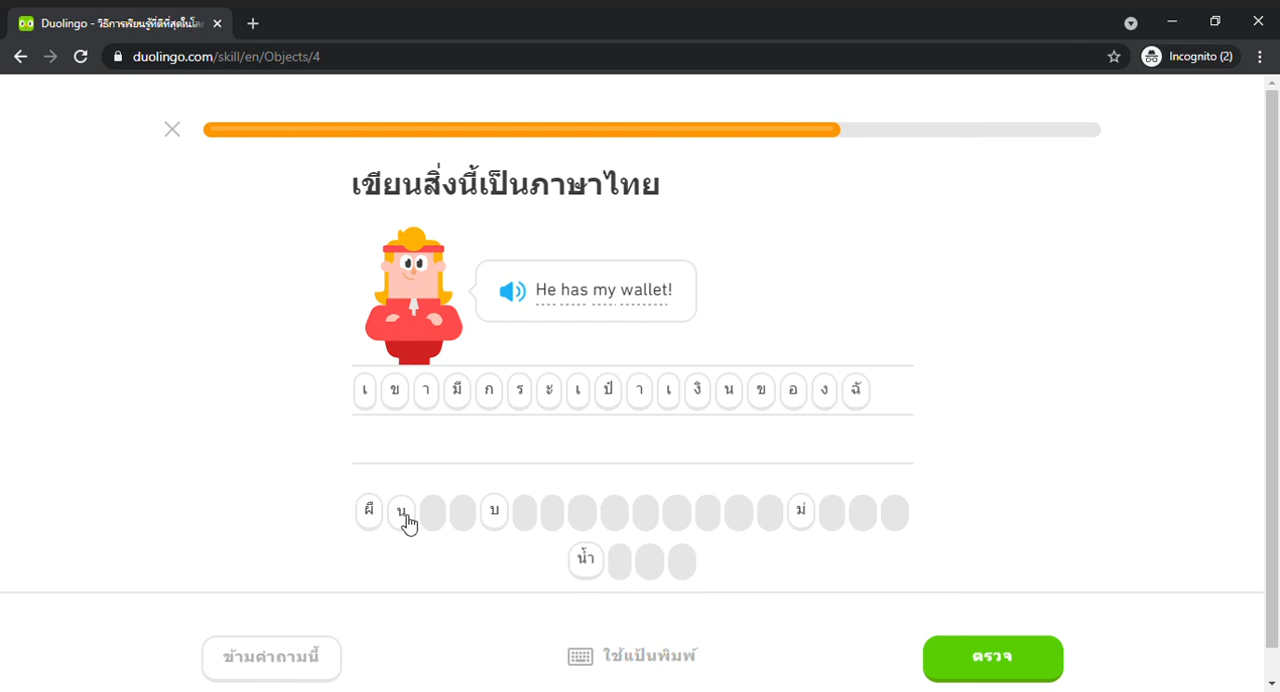 Duolingo - วิธีการเรียนรู้ที่ดีที่สุดในโล
duolingo.com/skill/en/Objects/4
Incognito (2)
เขียนสิ่งนี้เป็นภาษาไทย
He has my wallet!
เ ข า มี ก ร ะ เ ป๋ า เ งิ น ข อ ง ฉั
ผื น บ ม่
น้ำ
ข้ามคำถามนี้ ใช้แป้นพิมพ์ ตรวจ